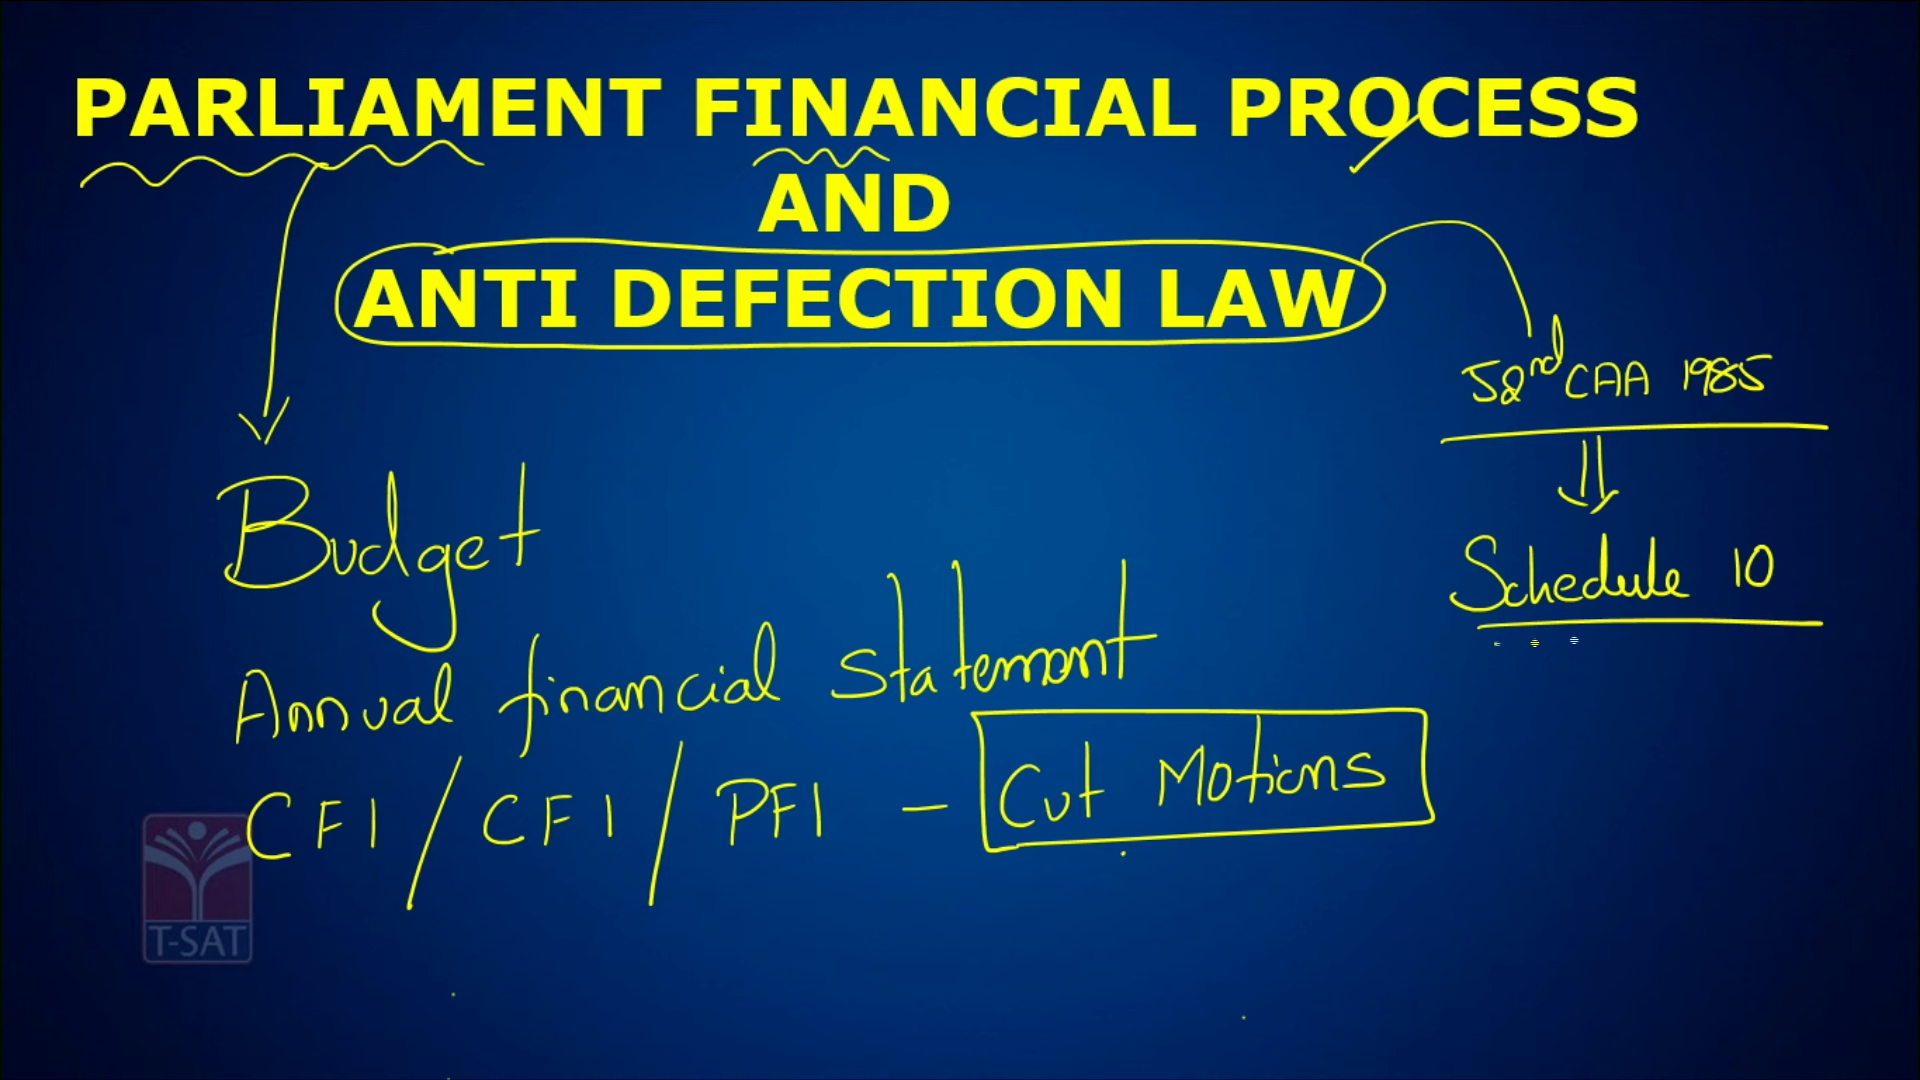 PARLIAMENT FINANCIAL PROCESS
AND
ANTI DEFECTION LAW
52nd CAA 1985
Schedule 10
Budget
Annual financial statement
CFI / CFI / PFI - Cut Motions
T-SAT